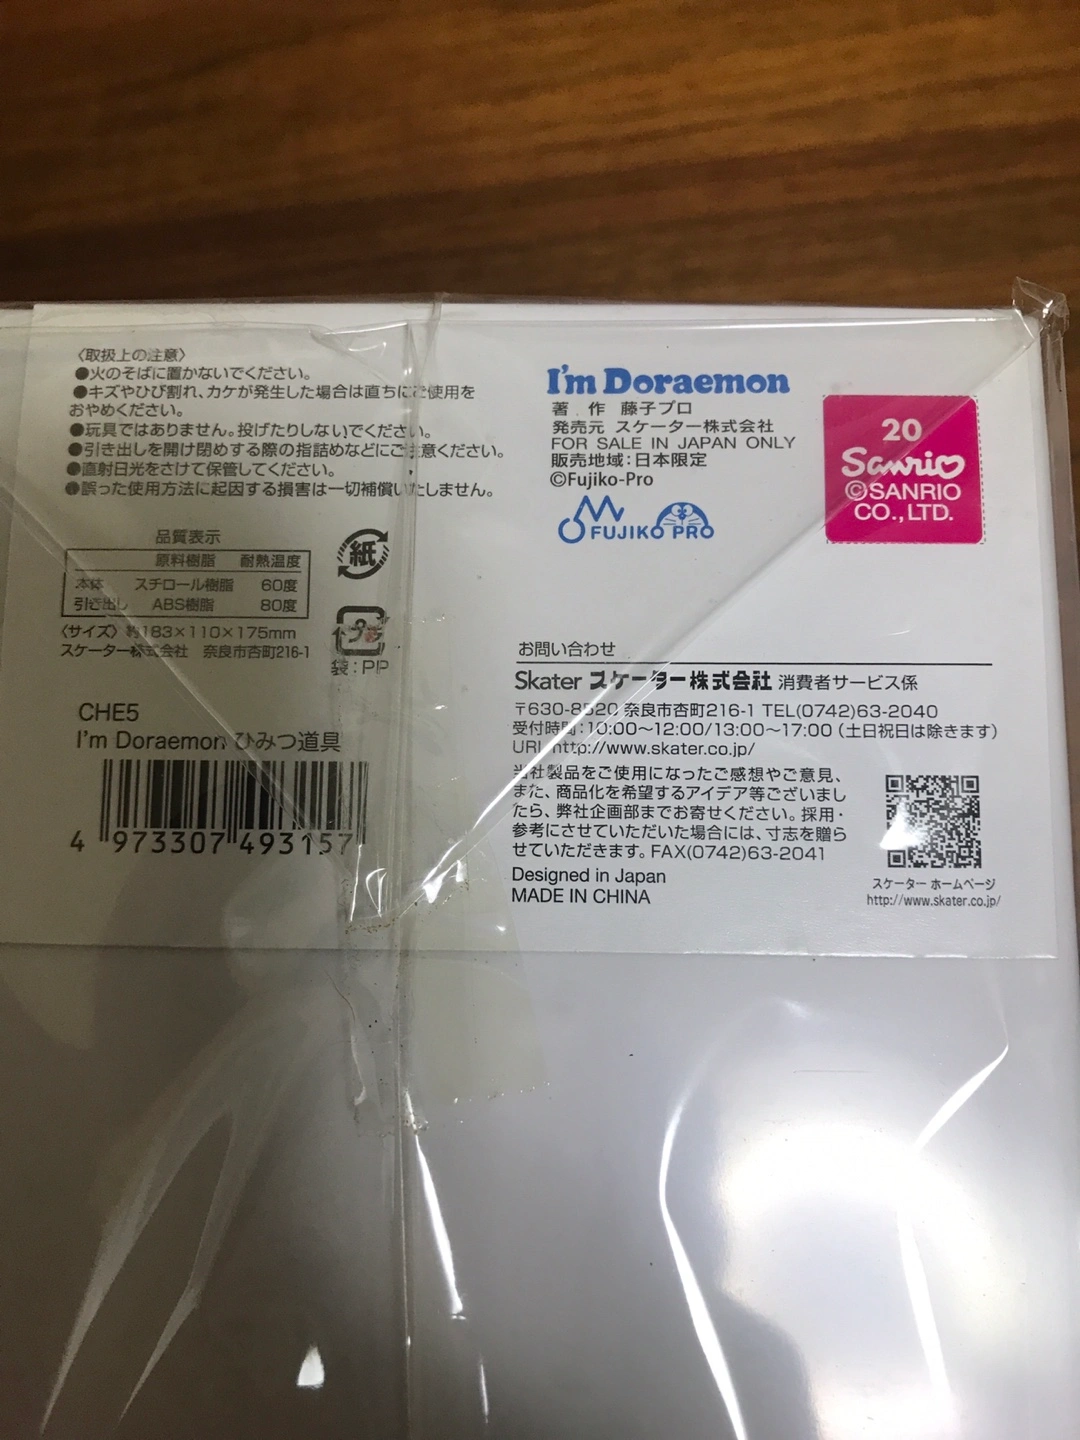 〈取扱上の注意〉
●火のそばに置かないでください。
●キズやひび割れ、カケが発生した場合は直ちにご使用を
おやめください。
●玩具ではありません。投げたりしないでください。
●引き出しを開け閉めする際の指詰めなどにご注意ください。
●直射日光をさけて保管してください。
●誤った使用方法に起因する損害は一切補償いたしません。
品質表示
原料樹脂 耐熱温度
本体 スチロール樹脂 60度
引き出し ABS樹脂 80度
〈サイズ〉約183×110×175mm
スケーター株式会社 奈良市杏町216-1
紙
プラ
袋：PP
CHE5
I'm Doraemon ひみつ道具
4 973307 493157
I'm Doraemon
著 作 藤子プロ
発売元 スケーター株式会社
FOR SALE IN JAPAN ONLY
販売地域：日本限定
©Fujiko-Pro
FUJIKO PRO
20
Sanrio
©SANRIO
CO.,LTD.
お問い合わせ
Skater スケーター株式会社 消費者サービス係
〒630-8520 奈良市杏町216-1 TEL(0742)63-2040
受付時間：10:00〜12:00/13:00〜17:00（土日祝日は除きます）
URL http://www.skater.co.jp/
当社製品をご使用になったご感想やご意見、
また、商品化を希望するアイデア等ございまし
たら、弊社企画部までお寄せください。採用・
参考にさせていただいた場合には、寸志を贈ら
せていただきます。FAX(0742)63-2041
Designed in Japan
MADE IN CHINA
スケーター ホームページ
http://www.skater.co.jp/